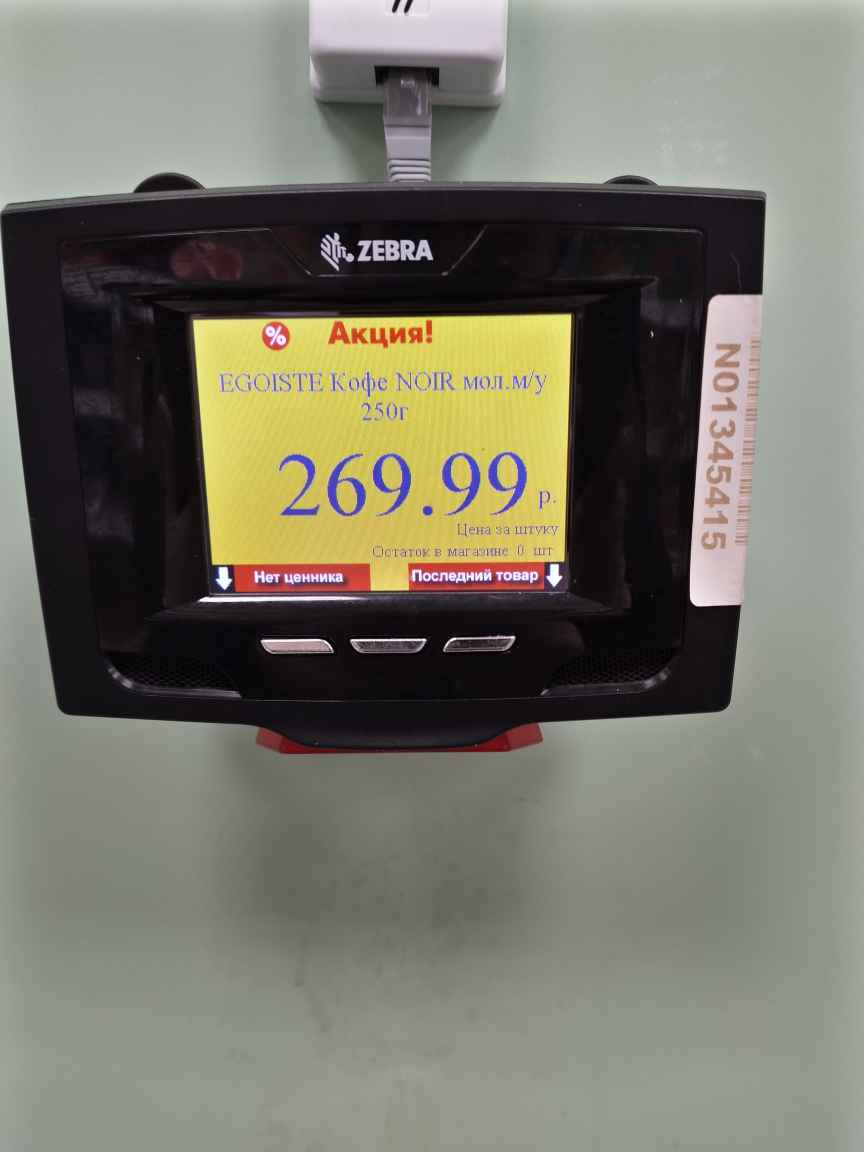 ZEBRA
% Акция!
EGOISTE Кофе NOIR мол.м/у
250г
269.99 р.
Цена за штуку
Остаток в магазине 0 шт
Нет ценника Последний товар
N01345415